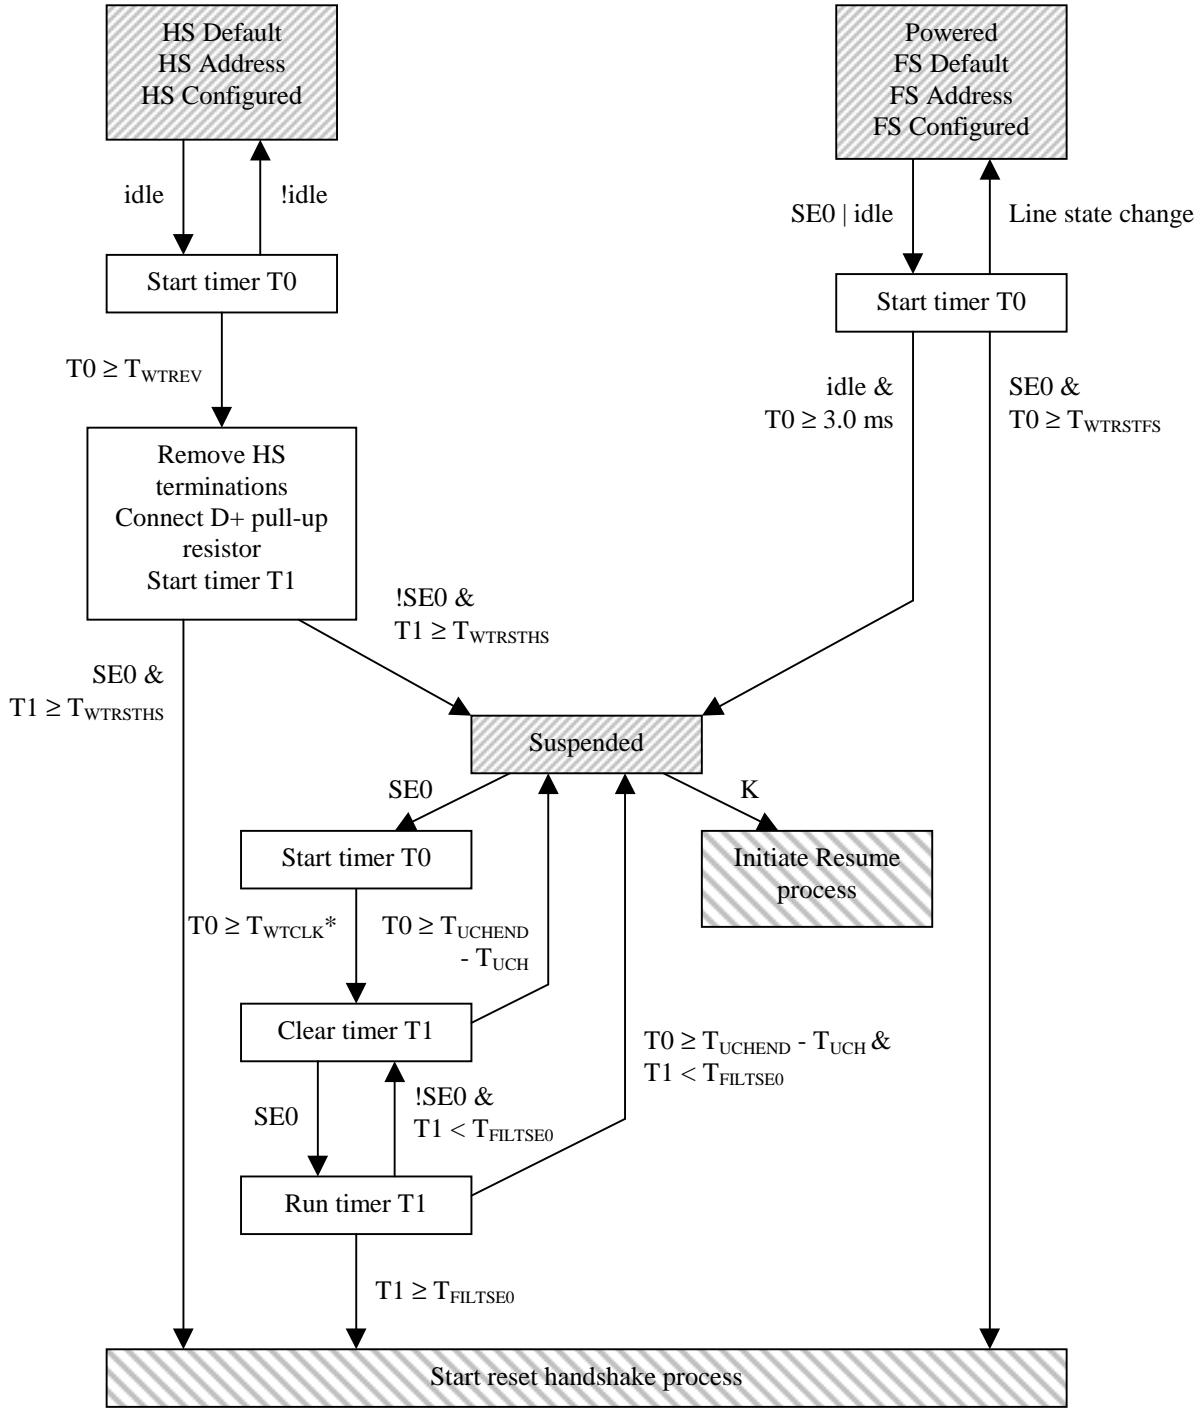 HS Default
HS Address
HS Configured
Powered
FS Default
FS Address
FS Configured
idle
!idle
SE0 | idle
Line state change
Start timer T0
Start timer T0
T0 ≥ TWTREV
idle &
T0 ≥ 3.0 ms
SE0 &
T0 ≥ TWTRSTFS
Remove HS
terminations
Connect D+ pull-up
resistor
Start timer T1
!SE0 &
T1 ≥ TWTRSTHS
SE0 &
T1 ≥ TWTRSTHS
Suspended
SE0
K
Start timer T0
Initiate Resume
process
T0 ≥ TWTCLK*
T0 ≥ TUCHEND
- TUCH
Clear timer T1
T0 ≥ TUCHEND - TUCH &
T1 < TFILTSE0
SE0
!SE0 &
T1 < TFILTSE0
Run timer T1
T1 ≥ TFILTSE0
Start reset handshake process